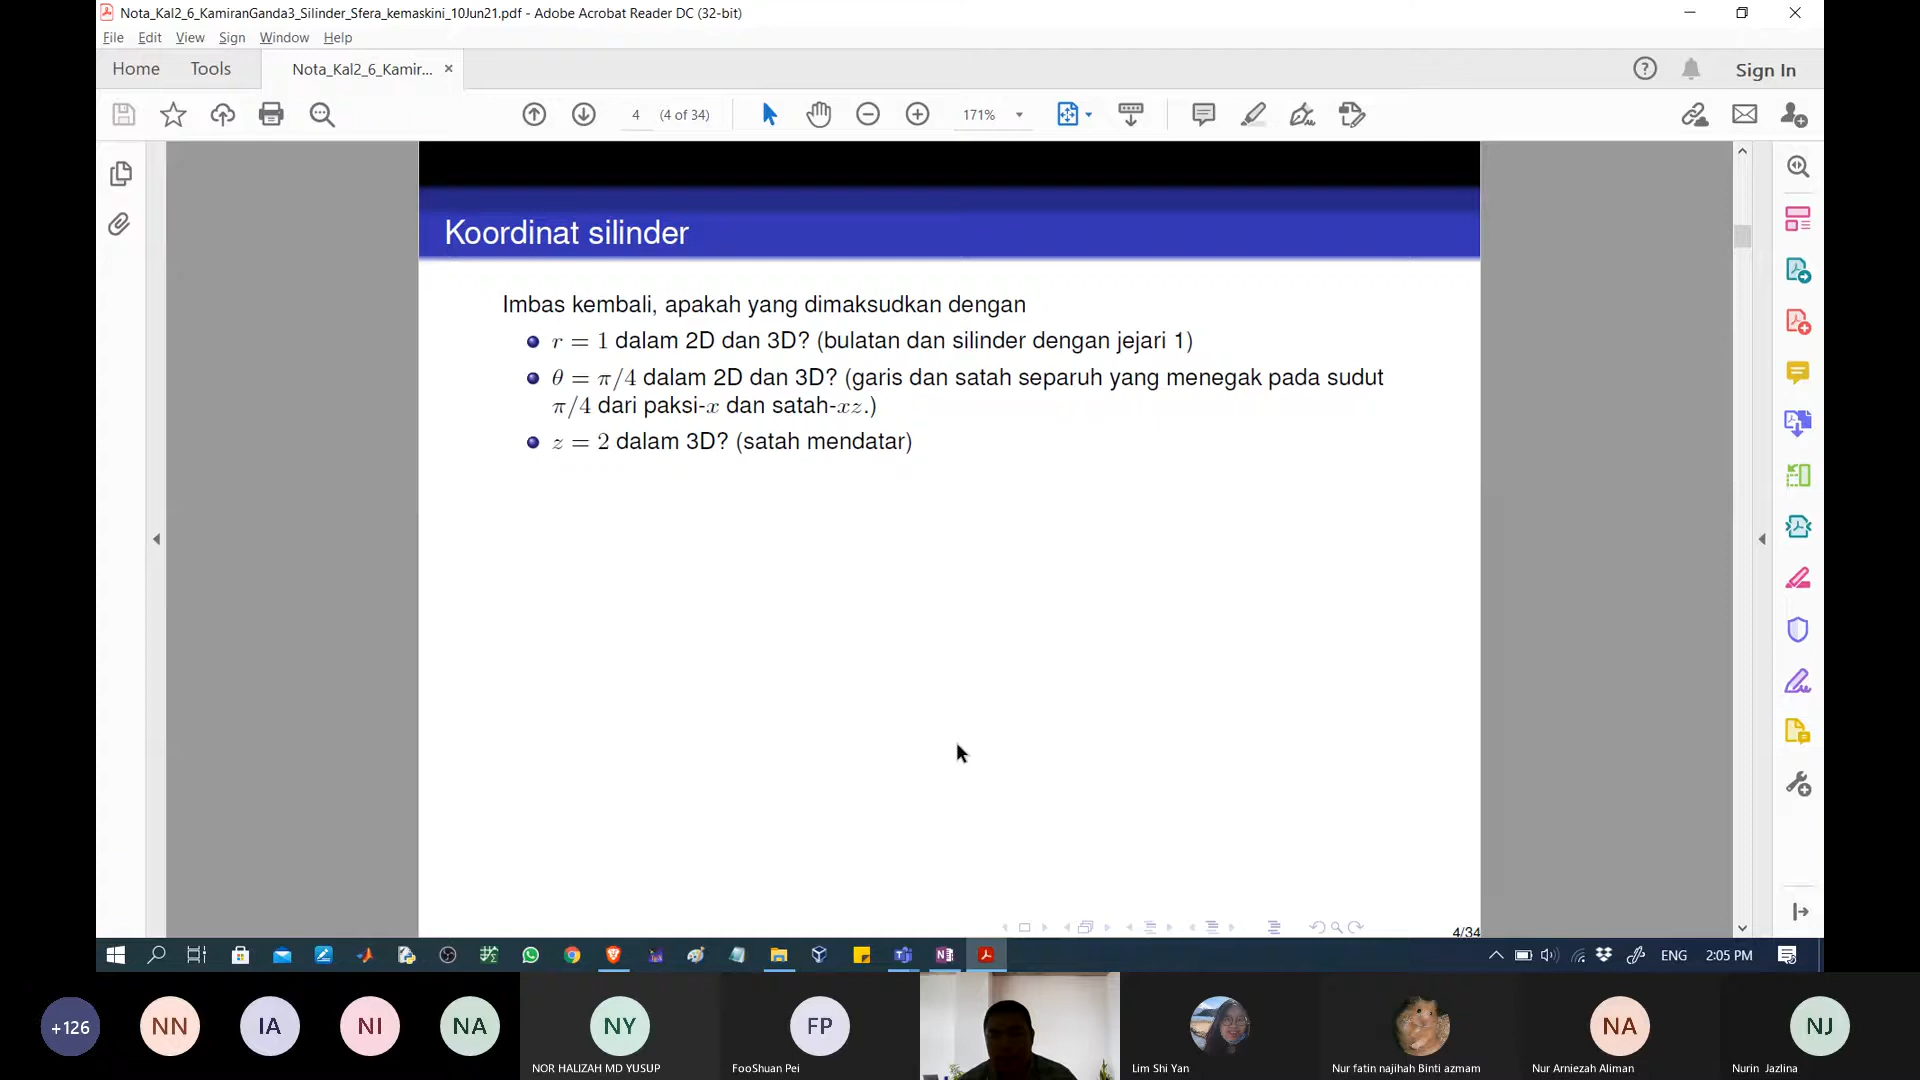 Nota_Kal2_6_KamiranGanda3_Silinder_Sfera_kemaskini_10Jun21.pdf - Adobe Acrobat Reader DC (32-bit)
File Edit View Sign Window Help
Home Tools Nota_Kal2_6_Kamir... × Sign In
4 (4 of 34) 171%
Koordinat silinder
Imbas kembali, apakah yang dimaksudkan dengan
r = 1 dalam 2D dan 3D? (bulatan dan silinder dengan jejari 1)
θ = π/4 dalam 2D dan 3D? (garis dan satah separuh yang menegak pada sudut
π/4 dari paksi-x dan satah-xz.)
z = 2 dalam 3D? (satah mendatar)
4/34
ENG 2:05 PM
+126 NN IA NI NA NY FP NA NJ
NOR HALIZAH MD YUSUP FooShuan Pei Lim Shi Yan Nur fatin najihah Binti azmam Nur Arniezah Aliman Nurin Jazlina